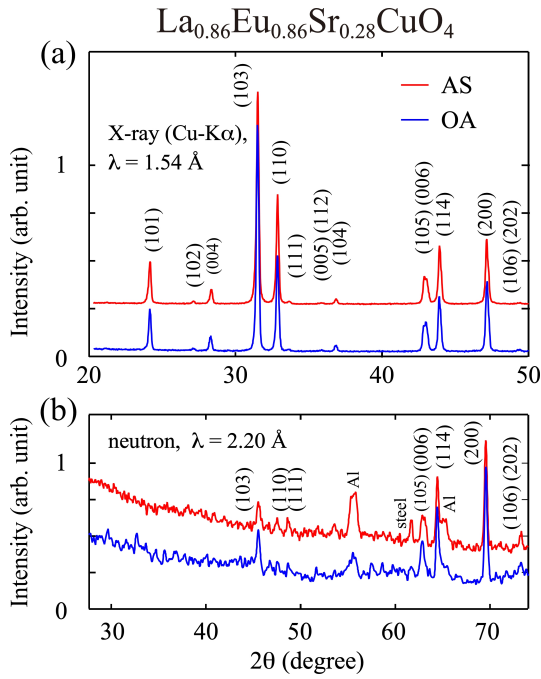 La0.86Eu0.86Sr0.28CuO4
(a)
Intensity (arb. unit)
1
0
X-ray (Cu-Kα),
λ = 1.54 Å
AS
OA
(101)
(102)
(004)
(103)
(110)
(111)
(005) (112)
(104)
(105) (006)
(114)
(200)
(106) (202)
20 30 40 50
(b)
Intensity (arb. unit)
1
0
neutron, λ = 2.20 Å
(103)
(110)
(111)
Al
steel
(105) (006)
(114)
Al
(200)
(106) (202)
30 40 50 60 70
2θ (degree)